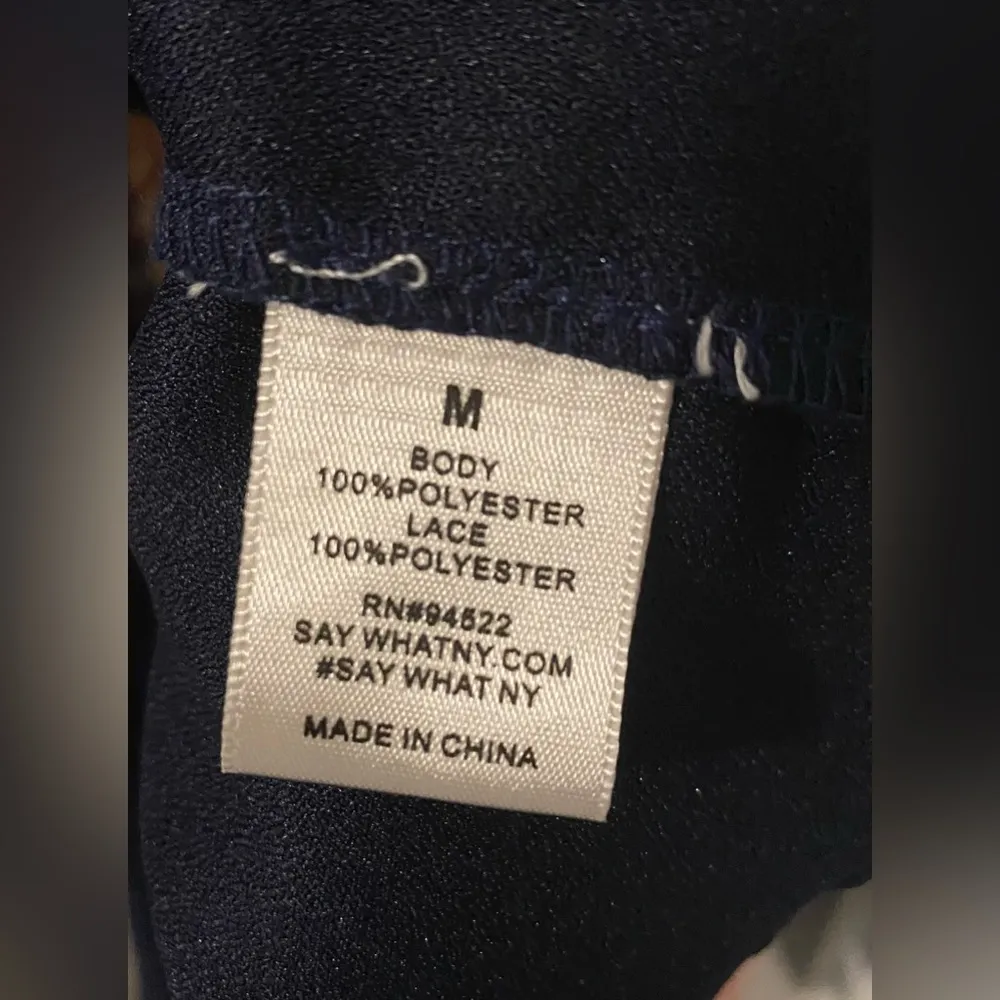 M
BODY
100%POLYESTER
LACE
100%POLYESTER
RN#94522
SAY WHATNY.COM
#SAY WHAT NY
MADE IN CHINA